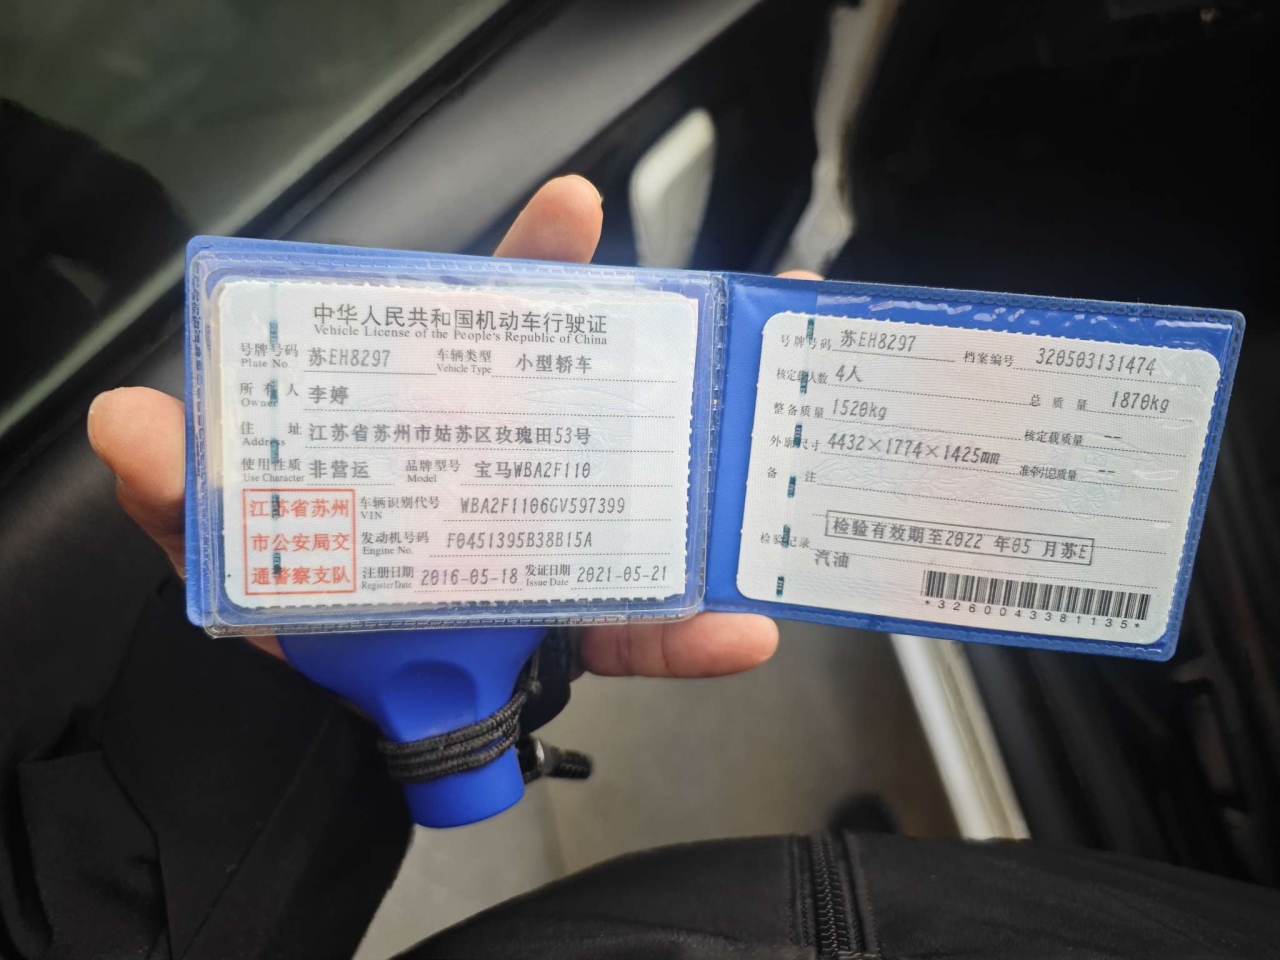 中华人民共和国机动车行驶证
Vehicle License of the People's Republic of China
号牌号码 苏EH8297 车辆类型 小型轿车
Plate No. Vehicle Type
所有人 李婷
Owner
住址 江苏省苏州市姑苏区玫瑰田53号
Address
使用性质 非营运 品牌型号 宝马WBA2F110
Use Character Model
江苏省苏州
市公安局交
通警察支队
车辆识别代号 WBA2F1106GV597399
VIN
发动机号码 F0451395B38B15A
Engine No.
注册日期 2016-05-18 发证日期 2021-05-21
Register Date Issue Date
号牌号码 苏EH8297 档案编号 320503131474
核定载人数 4人 总质量 1870kg
整备质量 1520kg 核定载质量 --
外廓尺寸 4432×1774×1425mm 准牵引总质量 --
备注
检验有效期至2022年05月苏E
检验记录
汽油
*3260043381135*